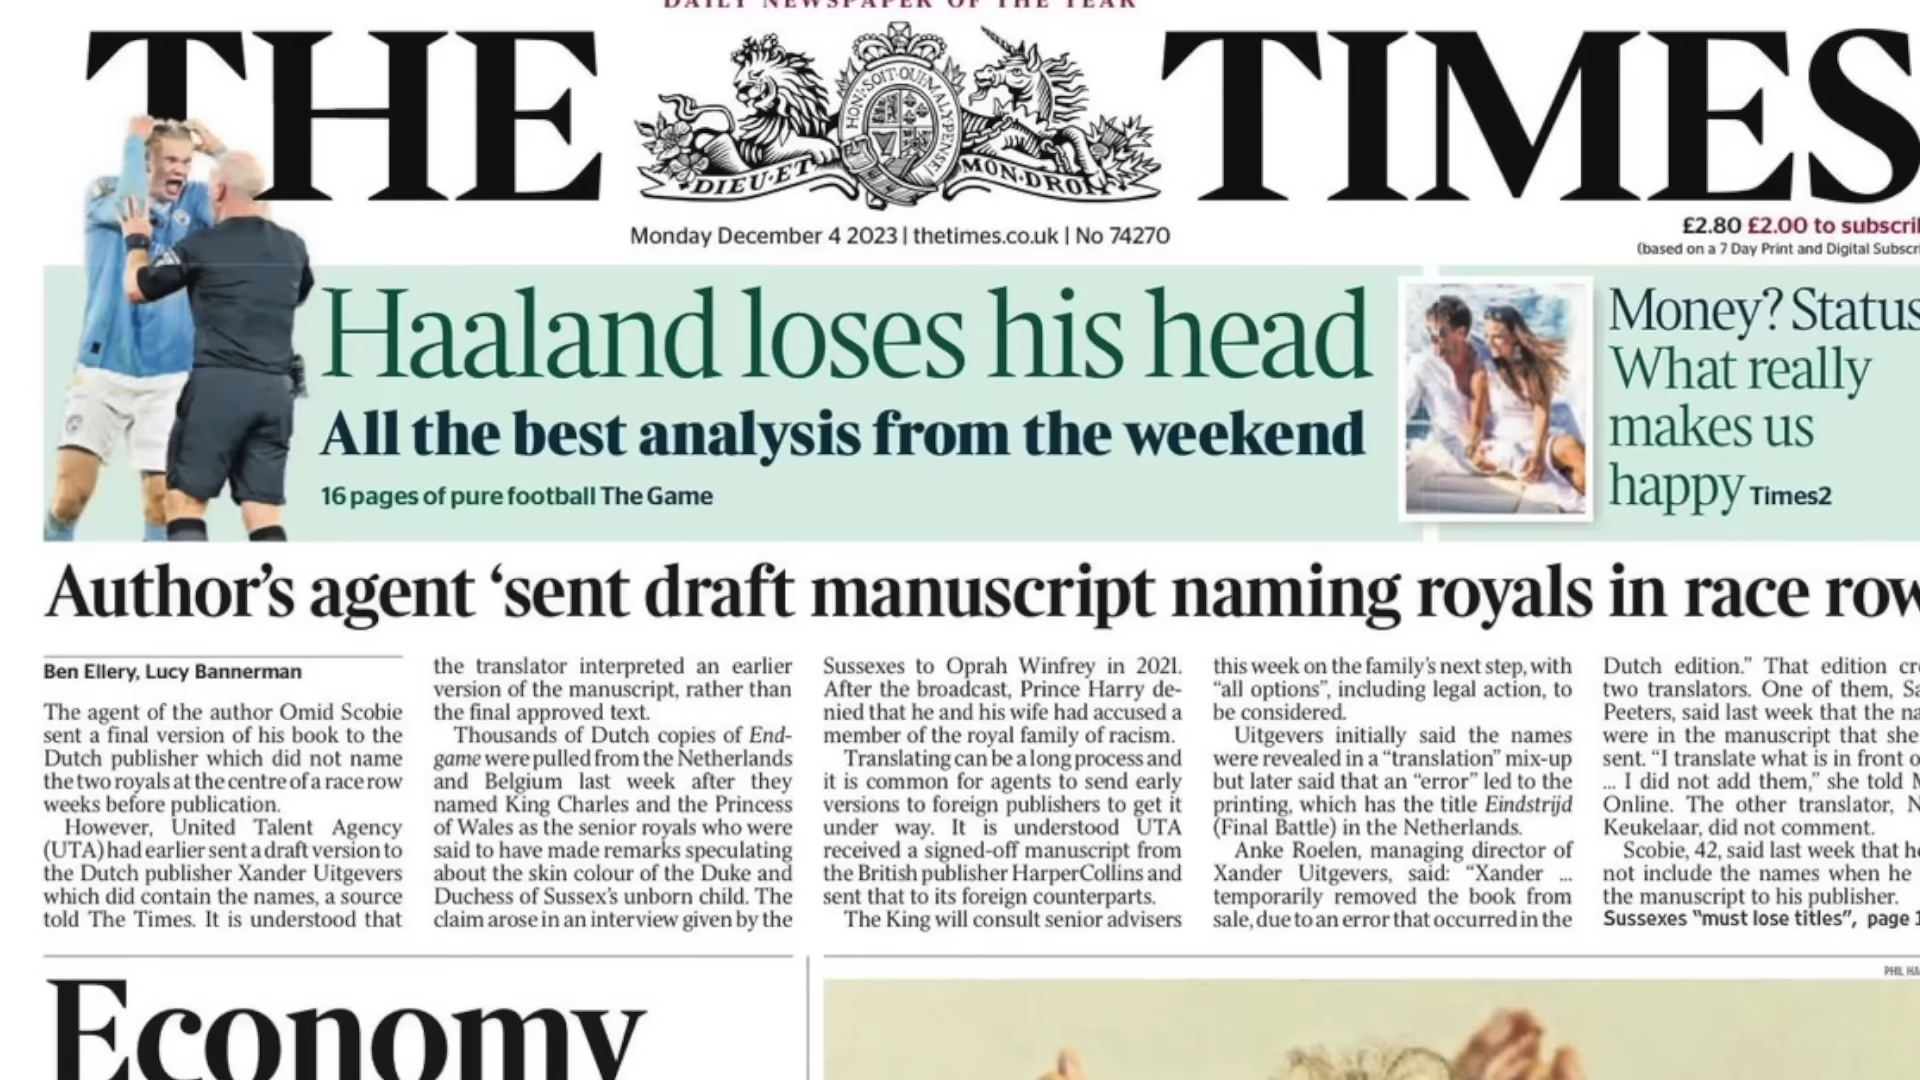 DAILY NEWSPAPER OF THE YEAR
THE TIMES
HONI·SOIT·QUI·MAL·Y·PENSE
DIEU·ET MON·DROIT
Monday December 4 2023 | thetimes.co.uk | No 74270
£2.80 £2.00 to subscri
(based on a 7 Day Print and Digital Subscr
Haaland loses his head
All the best analysis from the weekend
16 pages of pure football The Game
Money? Status
What really
makes us
happy Times2
Author’s agent ‘sent draft manuscript naming royals in race row
Ben Ellery, Lucy Bannerman
The agent of the author Omid Scobie
sent a final version of his book to the
Dutch publisher which did not name
the two royals at the centre of a race row
weeks before publication.
However, United Talent Agency
(UTA) had earlier sent a draft version to
the Dutch publisher Xander Uitgevers
which did contain the names, a source
told The Times. It is understood that
the translator interpreted an earlier
version of the manuscript, rather than
the final approved text.
Thousands of Dutch copies of End-
game were pulled from the Netherlands
and Belgium last week after they
named King Charles and the Princess
of Wales as the senior royals who were
said to have made remarks speculating
about the skin colour of the Duke and
Duchess of Sussex’s unborn child. The
claim arose in an interview given by the
Sussexes to Oprah Winfrey in 2021.
After the broadcast, Prince Harry de-
nied that he and his wife had accused a
member of the royal family of racism.
Translating can be a long process and
it is common for agents to send early
versions to foreign publishers to get it
under way. It is understood UTA
received a signed-off manuscript from
the British publisher HarperCollins and
sent that to its foreign counterparts.
The King will consult senior advisers
this week on the family’s next step, with
“all options”, including legal action, to
be considered.
Uitgevers initially said the names
were revealed in a “translation” mix-up
but later said that an “error” led to the
printing, which has the title Eindstrijd
(Final Battle) in the Netherlands.
Anke Roelen, managing director of
Xander Uitgevers, said: “Xander ...
temporarily removed the book from
sale, due to an error that occurred in the
Dutch edition.” That edition cre
two translators. One of them, Sa
Peeters, said last week that the na
were in the manuscript that she
sent. “I translate what is in front o
... I did not add them,” she told M
Online. The other translator, N
Keukelaar, did not comment.
Scobie, 42, said last week that he
not include the names when he
the manuscript to his publisher.
Sussexes “must lose titles”, page 1
PHIL HA
Economy